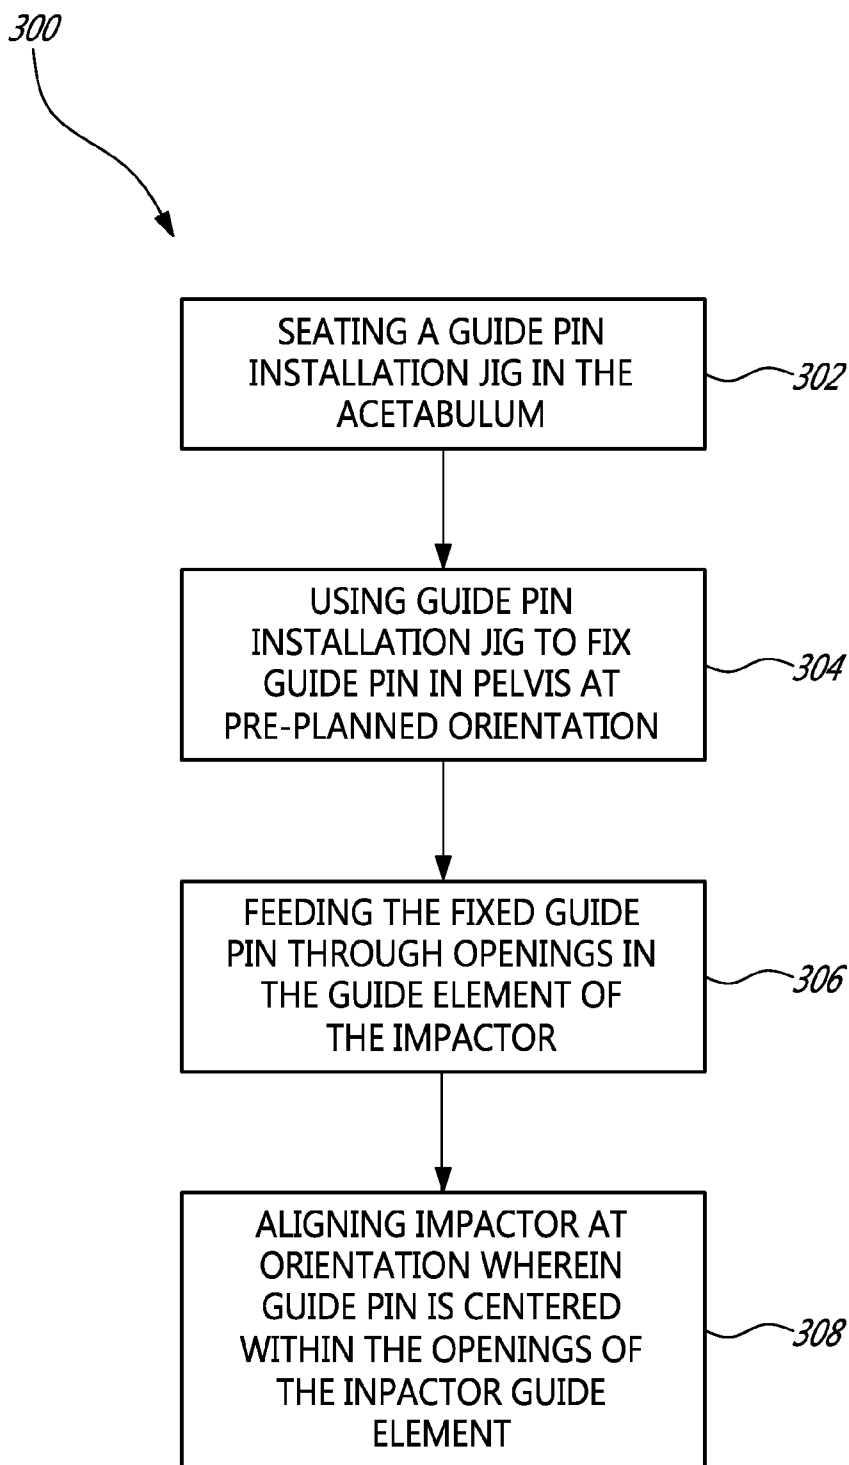 300
SEATING A GUIDE PIN
INSTALLATION JIG IN THE
ACETABULUM
302
USING GUIDE PIN
INSTALLATION JIG TO FIX
GUIDE PIN IN PELVIS AT
PRE-PLANNED ORIENTATION
304
FEEDING THE FIXED GUIDE
PIN THROUGH OPENINGS IN
THE GUIDE ELEMENT OF
THE IMPACTOR
306
ALIGNING IMPACTOR AT
ORIENTATION WHEREIN
GUIDE PIN IS CENTERED
WITHIN THE OPENINGS OF
THE INPACTOR GUIDE
ELEMENT
308